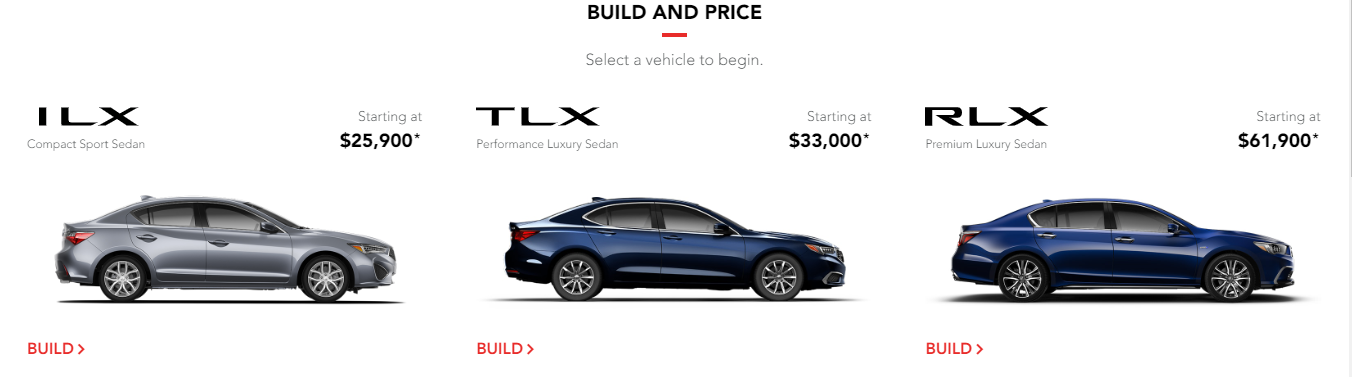 BUILD AND PRICE
Select a vehicle to begin.
ILX
Starting at
Compact Sport Sedan
$25,900*
BUILD >
TLX
Starting at
Performance Luxury Sedan
$33,000*
BUILD >
RLX
Starting at
Premium Luxury Sedan
$61,900*
BUILD >